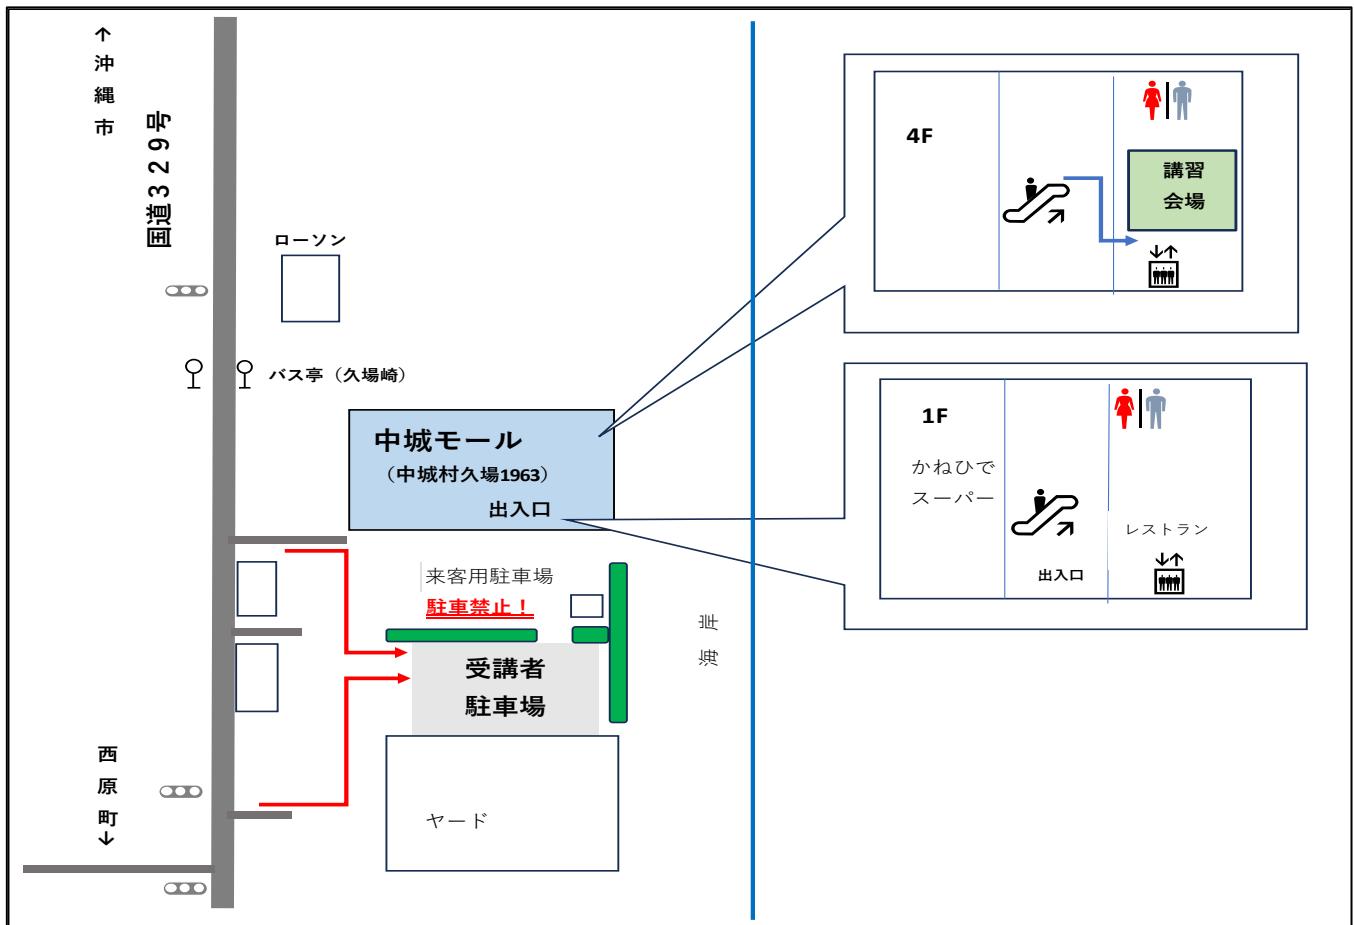 ↑沖縄市
国道329号
ローソン
バス亭（久場崎）
中城モール
（中城村久場1963）
出入口
来客用駐車場
駐車禁止！
受講者
駐車場
ヤード
西原町↓
海岸
4F
講習
会場
1F
かねひで
スーパー
レストラン
出入口